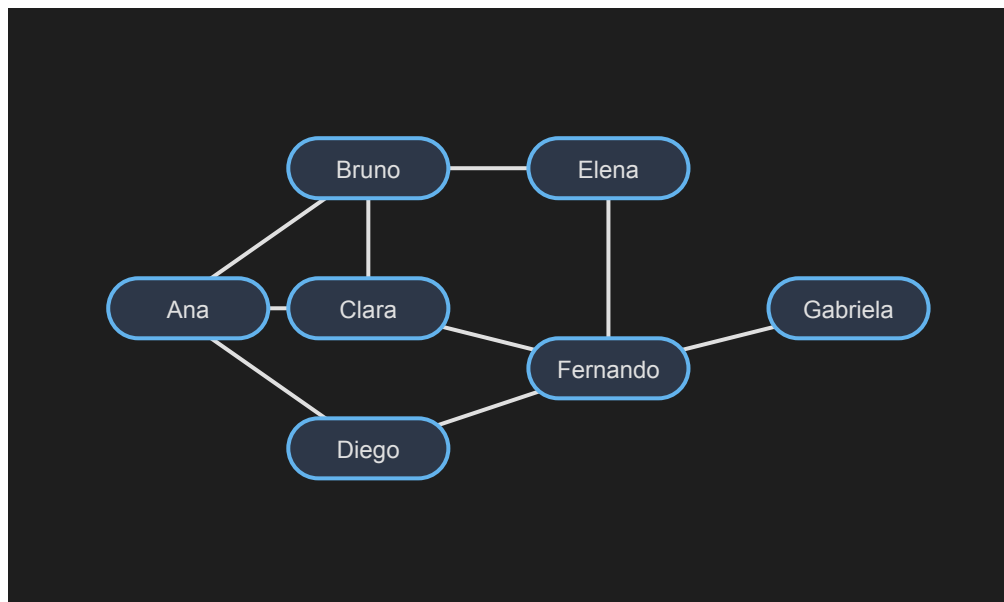 Bruno
Elena
Ana
Clara
Gabriela
Fernando
Diego